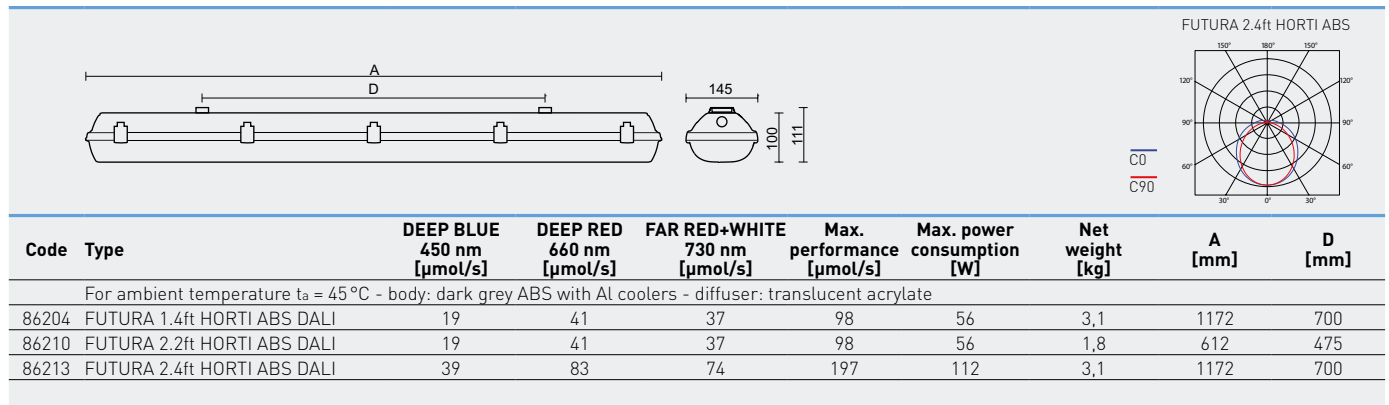 FUTURA 2.4ft HORTI ABS
150° 180° 150°
120° 120°
90° 90°
60° 60°
30° 0° 30°
C0
C90
A
D
145
100
111
Code Type DEEP BLUE 450 nm [µmol/s] DEEP RED 660 nm [µmol/s] FAR RED+WHITE 730 nm [µmol/s] Max. performance [µmol/s] Max. power consumption [W] Net weight [kg] A [mm] D [mm]
For ambient temperature ta = 45°C - body: dark grey ABS with Al coolers - diffuser: translucent acrylate
86204 FUTURA 1.4ft HORTI ABS DALI 19 41 37 98 56 3,1 1172 700
86210 FUTURA 2.2ft HORTI ABS DALI 19 41 37 98 56 1,8 612 475
86213 FUTURA 2.4ft HORTI ABS DALI 39 83 74 197 112 3,1 1172 700